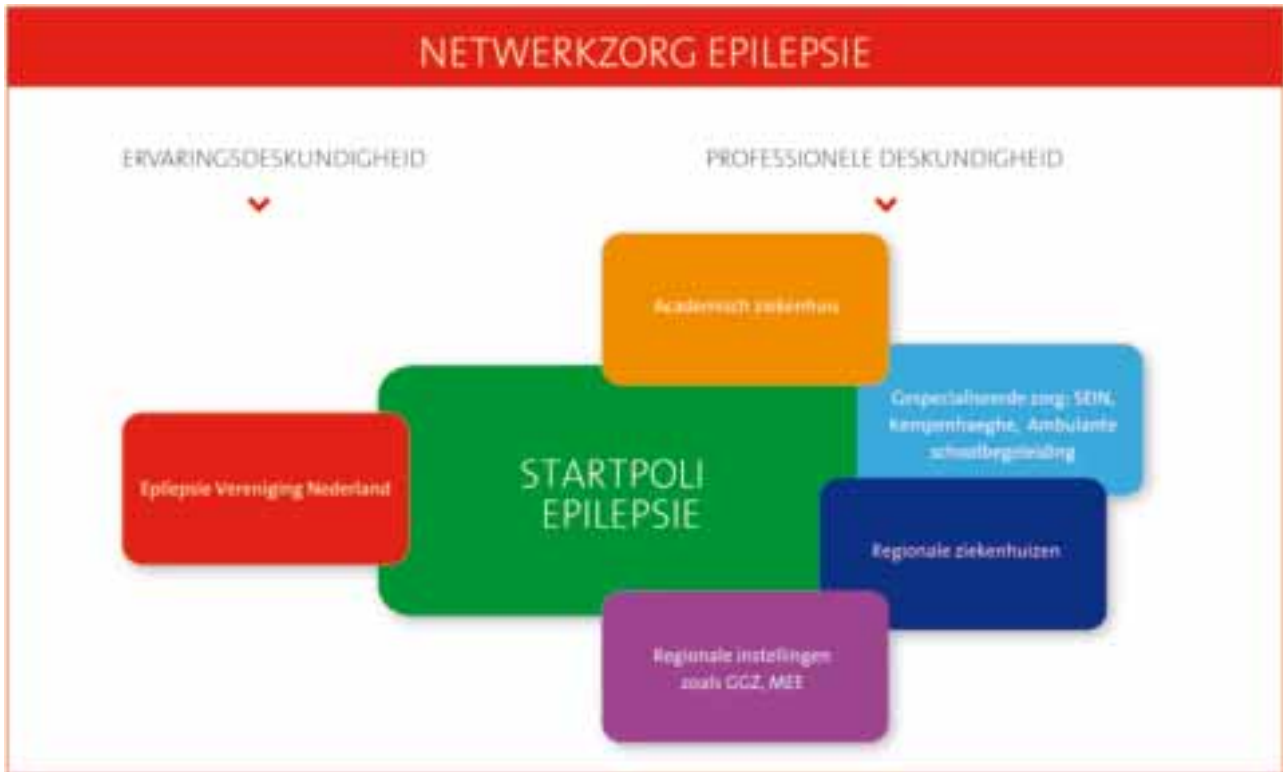 NETWERKZORG EPILEPSIE
ERVARINGSDESKUNDIGHEID
PROFESSIONELE DESKUNDIGHEID
Academisch ziekenhuis
Gespecialiseerde zorg: SEIN,
Kempenhaeghe, Ambulante
schoolbegeleiding
Epilepsie Vereniging Nederland
STARTPOLI
EPILEPSIE
Regionale ziekenhuizen
Regionale instellingen
zoals GGZ, MEE